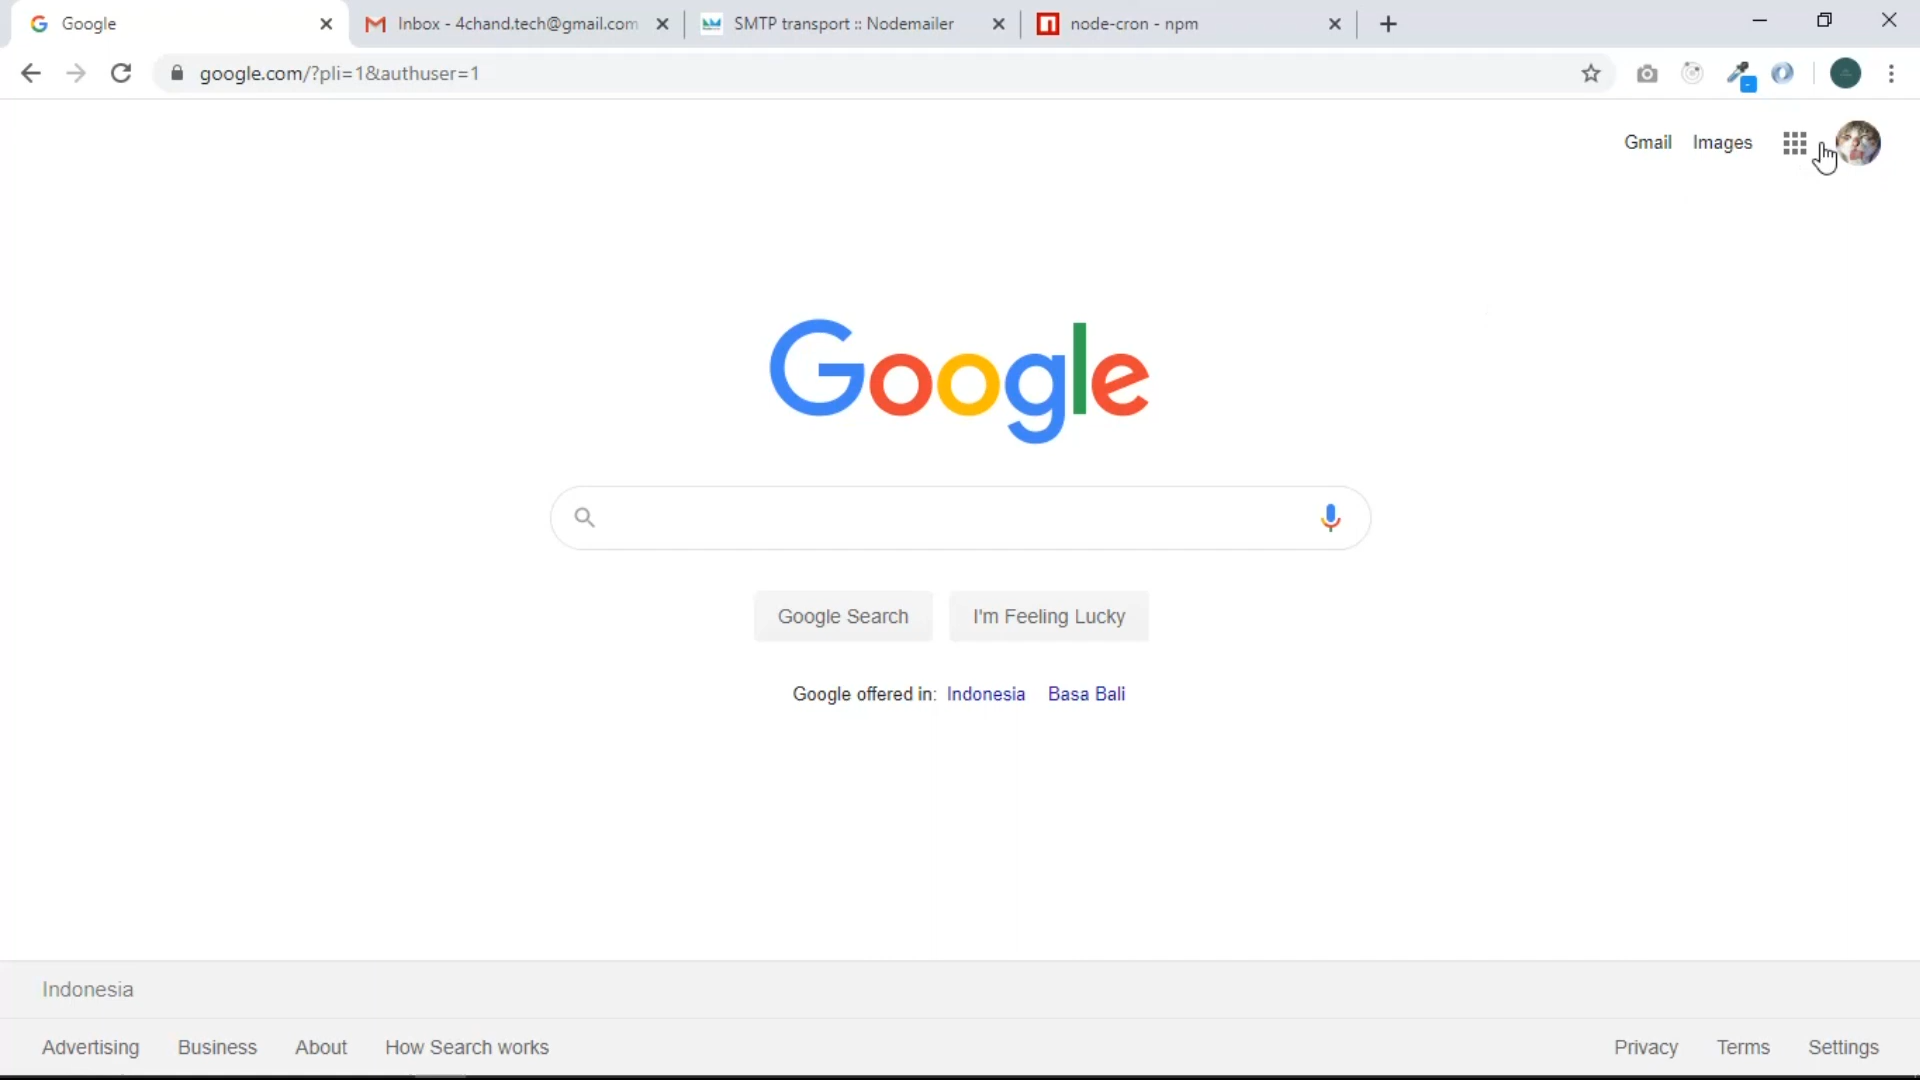 Google
Inbox - 4chand.tech@gmail.com
SMTP transport :: Nodemailer
node-cron - npm
google.com/?pli=1&authuser=1
Gmail Images
Google
Google Search
I'm Feeling Lucky
Google offered in: Indonesia Basa Bali
Indonesia
Advertising Business About How Search works Privacy Terms Settings